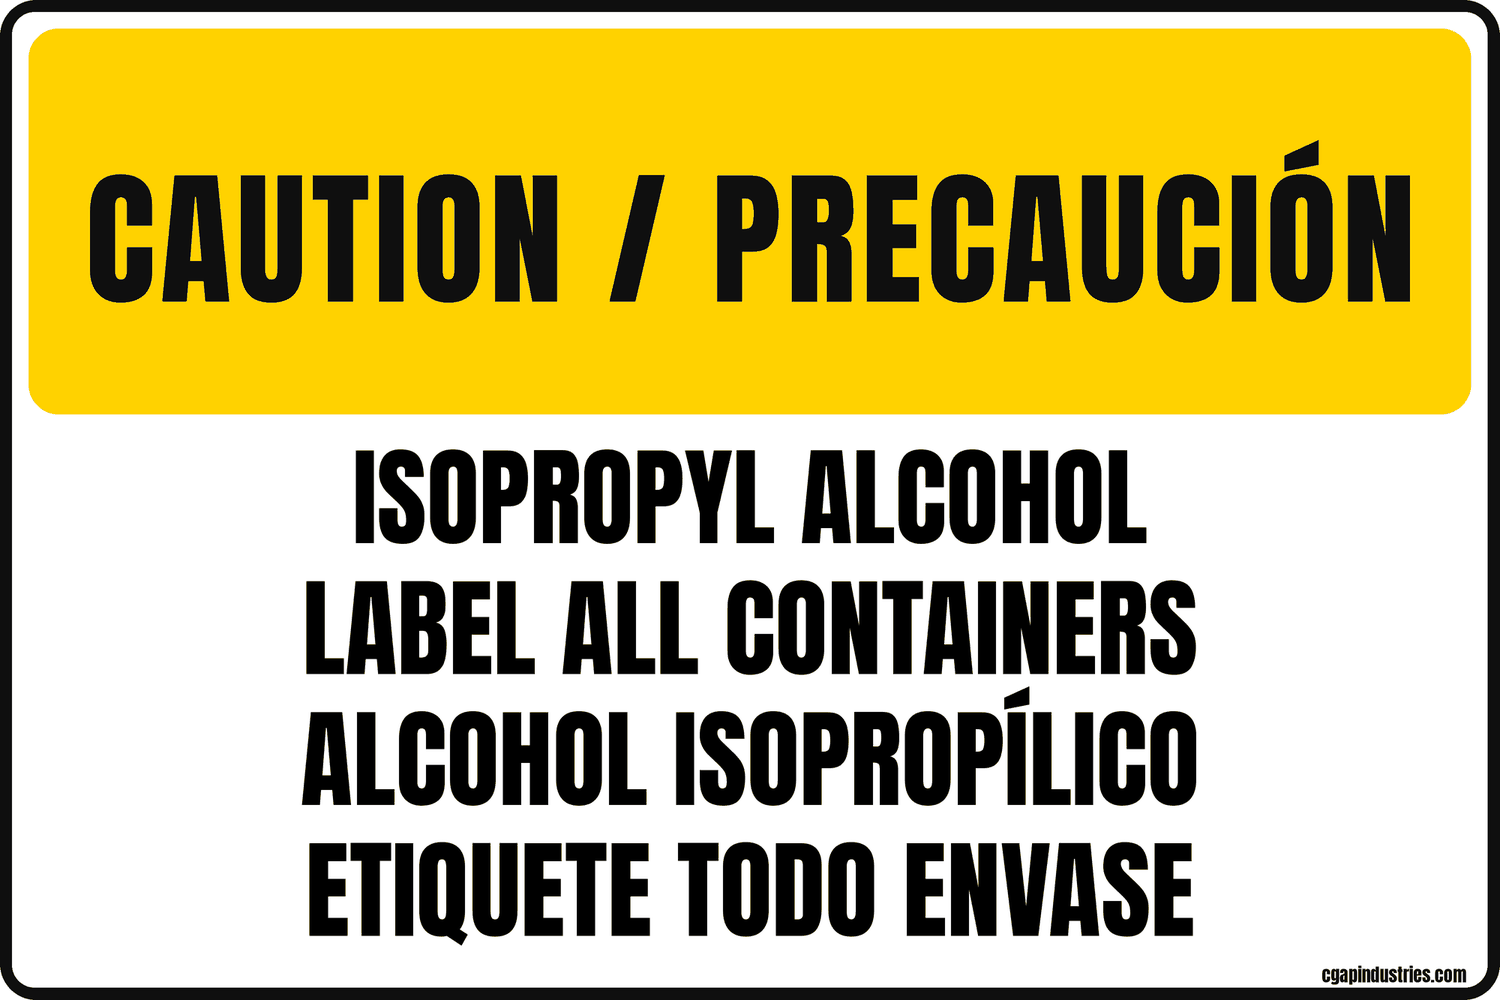 CAUTION / PRECAUCIÓN
ISOPROPYL ALCOHOL
LABEL ALL CONTAINERS
ALCOHOL ISOPROPÍLICO
ETIQUETE TODO ENVASE
cgapindustries.com